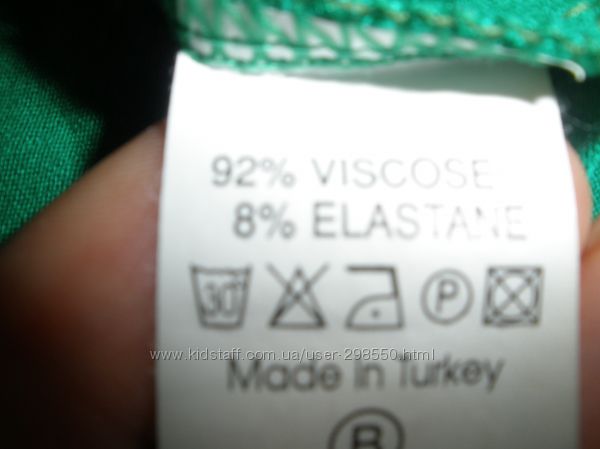 92% VISCOSE
8% ELASTANE
30° P
www.kidstaff.com.ua/user-298550.html
Made in Turkey
R